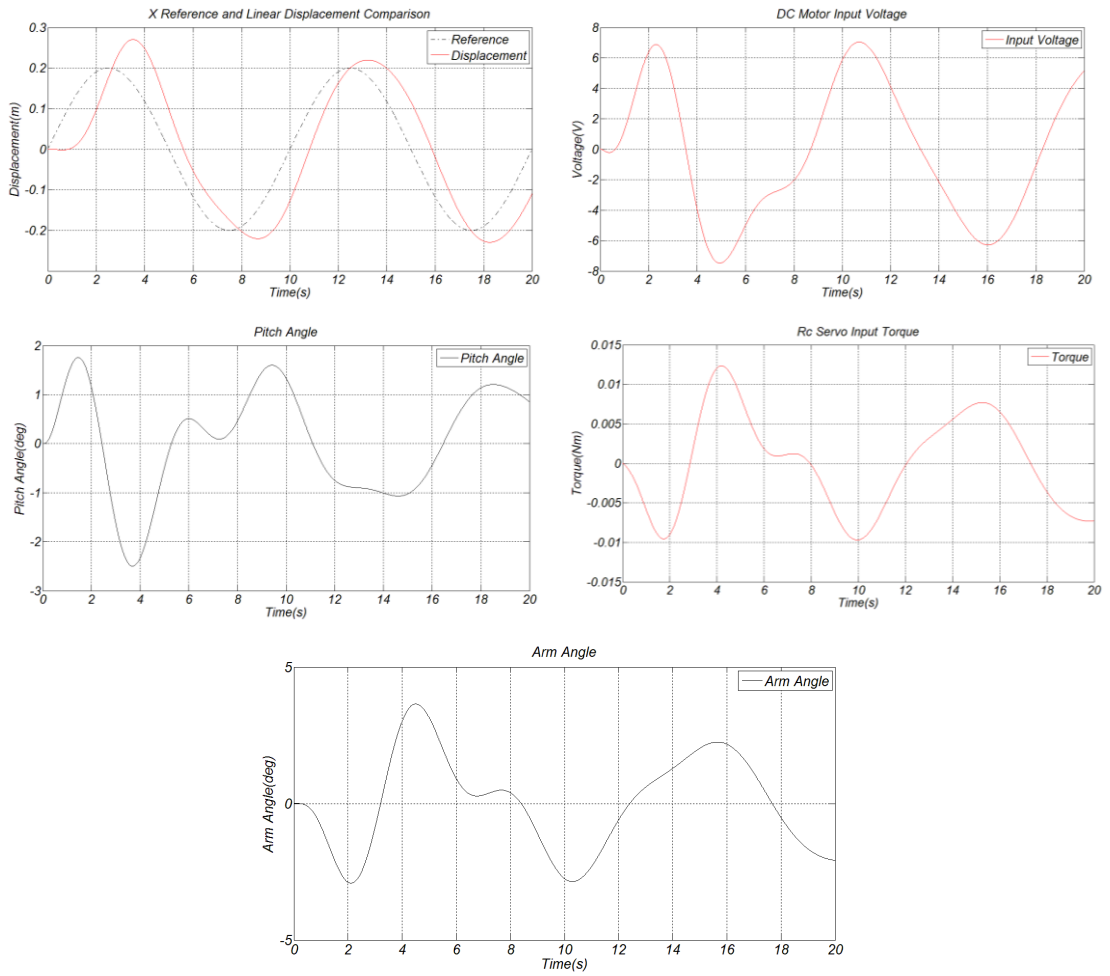 X Reference and Linear Displacement Comparison
0.3
0.2
0.1
0
-0.1
-0.2
Displacement(m)
Reference
Displacement
0 2 4 6 8 10 12 14 16 18 20
Time(s)
DC Motor Input Voltage
8
6
4
2
0
-2
-4
-6
-8
Voltage(V)
Input Voltage
0 2 4 6 8 10 12 14 16 18 20
Time(s)
Pitch Angle
2
1
0
-1
-2
-3
Pitch Angle(deg)
Pitch Angle
0 2 4 6 8 10 12 14 16 18 20
Time(s)
Rc Servo Input Torque
0.015
0.01
0.005
0
-0.005
-0.01
-0.015
Torque(Nm)
Torque
0 2 4 6 8 10 12 14 16 18 20
Time(s)
Arm Angle
5
0
-5
Arm Angle(deg)
Arm Angle
0 2 4 6 8 10 12 14 16 18 20
Time(s)